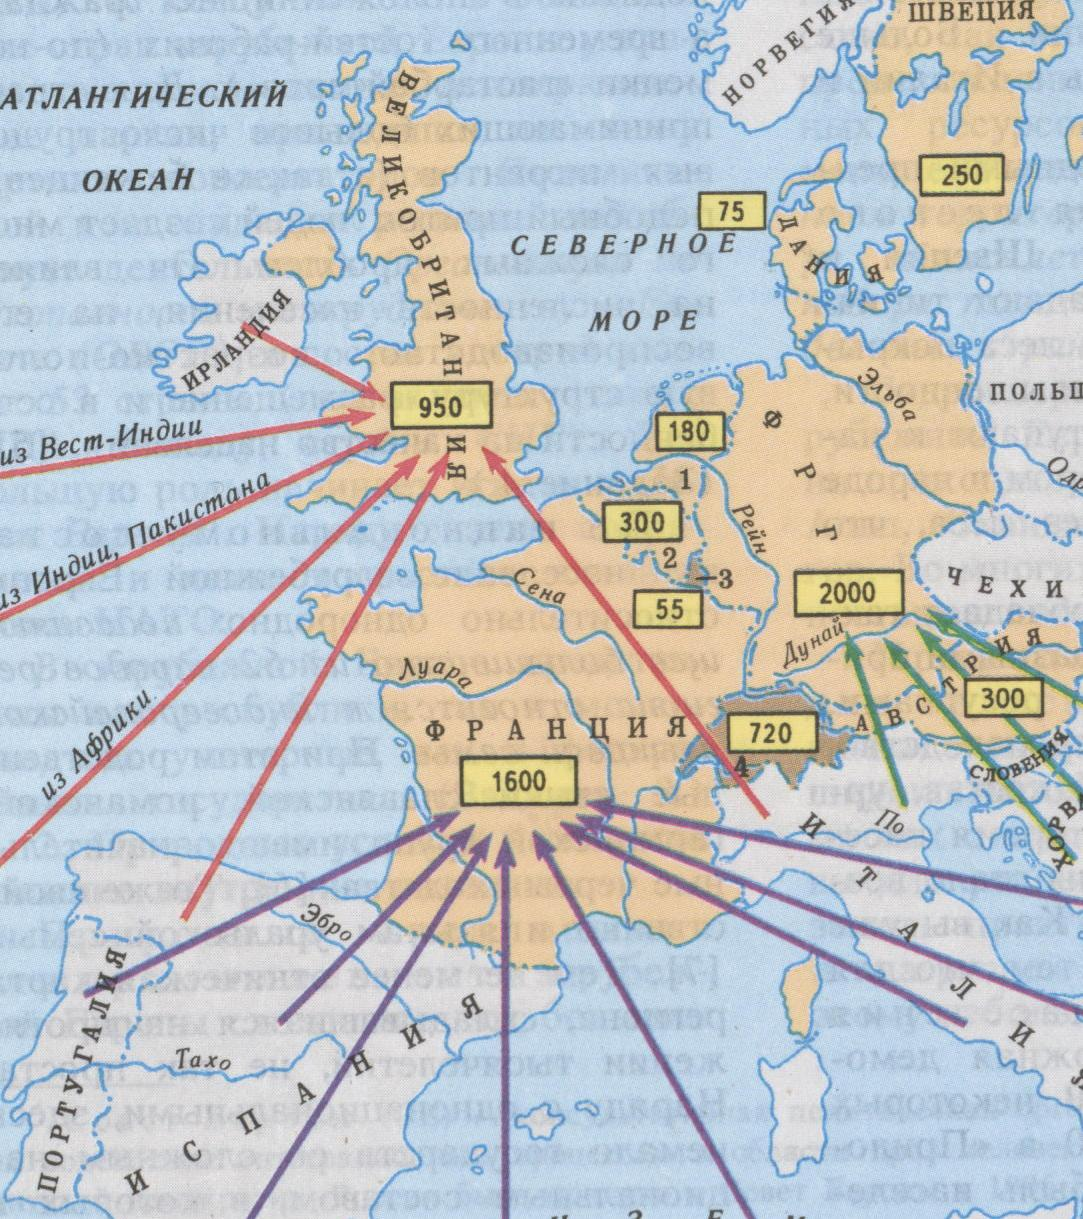 НОРВЕГИЯ
ШВЕЦИЯ
АТЛАНТИЧЕСКИЙ
ОКЕАН
ВЕЛИКОБРИТАНИЯ
250
75
СЕВЕРНОЕ
МОРЕ
ДАНИЯ
ИРЛАНДИЯ
950
180
ФРГ
Эльба
ПОЛЬШ
из Вест-Индии
из Индии, Пакистана
1
300
2
3
55
Рейн
2000
ЧЕХИ
Сена
Дунай
АВСТРИЯ
300
Луара
ФРАНЦИЯ
720
4
1600
СЛОВЕНИЯ
ХОРВА
По
ИТАЛИ
из Африки
Эбро
ПОРТУГАЛИЯ
Тахо
ИСПАНИЯ